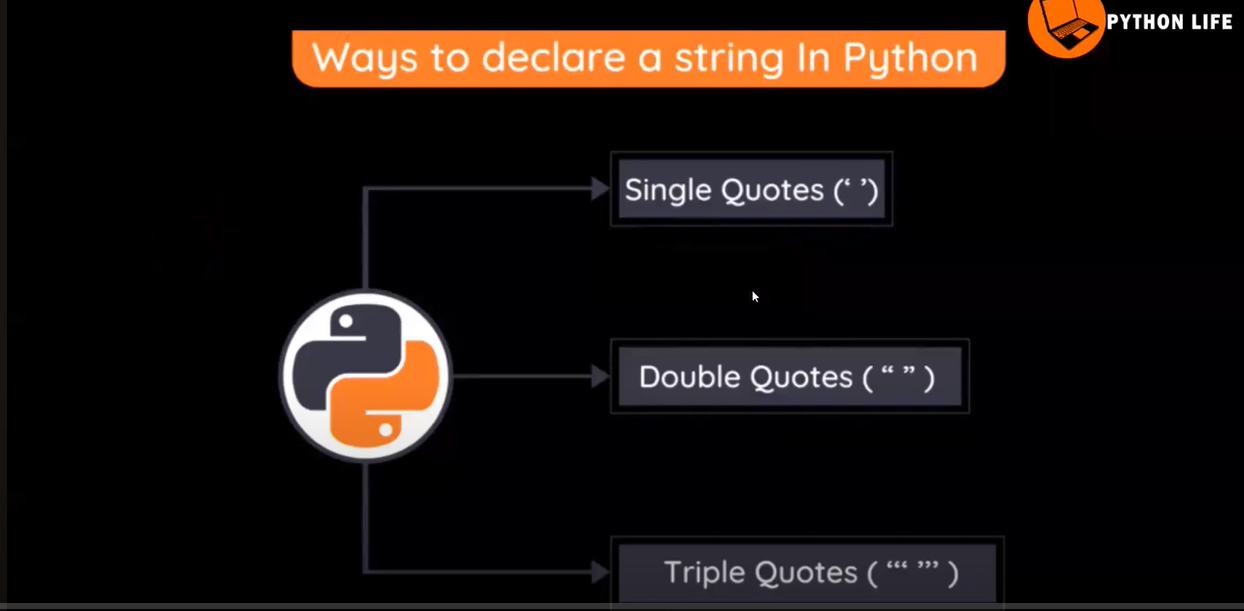 PYTHON LIFE
Ways to declare a string In Python
Single Quotes (‘ ’)
Double Quotes ( “ ” )
Triple Quotes ( “‘ ’” )